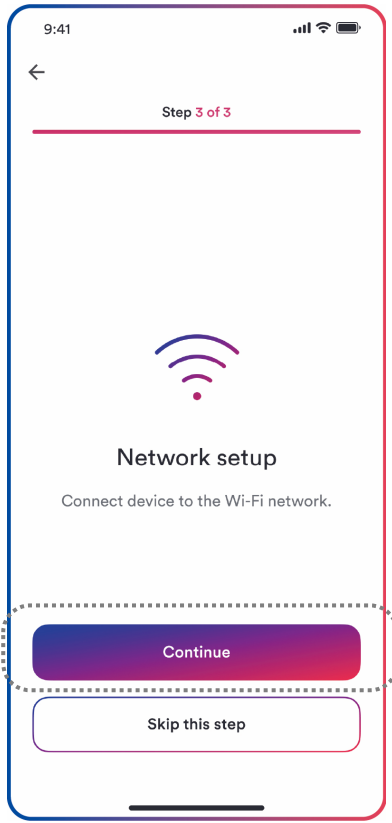 9:41
Step 3 of 3
Network setup
Connect device to the Wi-Fi network.
Continue
Skip this step